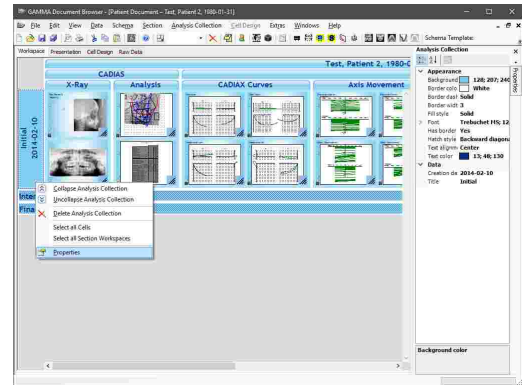 GAMMA Document Browser - [Patient Document - Test, Patient 2, 1980-01-31]
File Edit View Data Schema Section Analysis Collection Cell Design Extras Windows Help
Schema Template:
Workspace Presentation Cell Design Raw Data
Analysis Collection
Test, Patient 2, 1980-0
CADIAS
X-Ray Analysis CADIAX Curves Axis Movement
Initial
2014-02-10
Inter
Fina
Collapse Analysis Collection
Uncollapse Analysis Collection
Delete Analysis Collection
Select all Cells
Select all Section Workspaces
Properties
Properties
Appearance
Background 128; 207; 240
Border colo White
Border dash Solid
Border widt 3
Fill style Solid
Font Trebuchet MS; 12
Has border Yes
Hatch style Backward diagona
Text alignm Center
Text color 13; 40; 130
Data
Creation de 2014-02-10
Title Initial
Background color